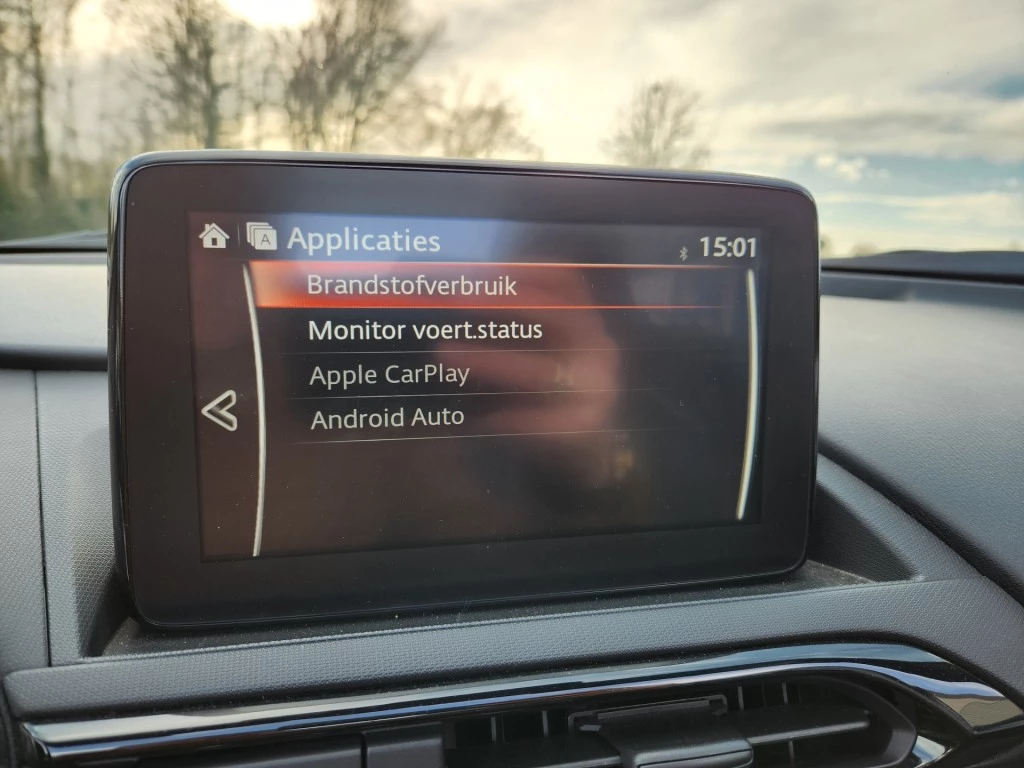 A Applicaties 15:01
Brandstofverbruik
Monitor voert.status
Apple CarPlay
Android Auto